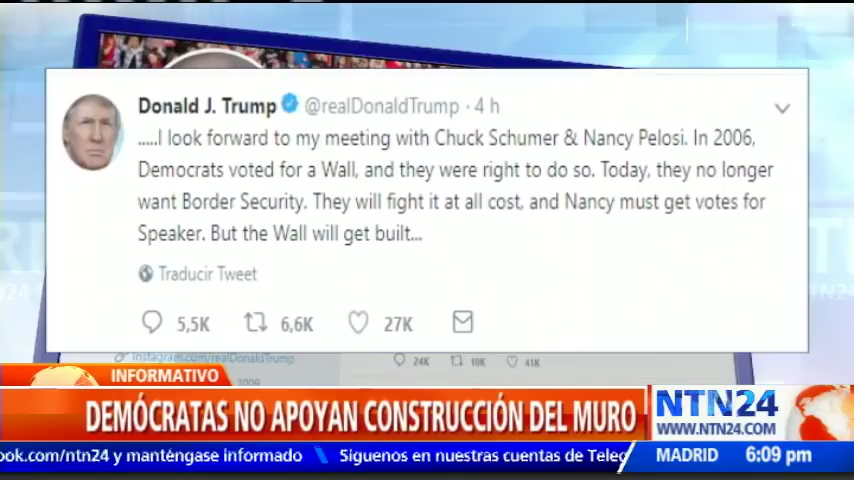 Donald J. Trump @realDonaldTrump · 4 h
.....I look forward to my meeting with Chuck Schumer & Nancy Pelosi. In 2006,
Democrats voted for a Wall, and they were right to do so. Today, they no longer
want Border Security. They will fight it at all cost, and Nancy must get votes for
Speaker. But the Wall will get built...
Traducir Tweet
5,5K 6,6K 27K
instagram.com/realDonaldTrump 24K 10K 41K
2009
INFORMATIVO
DEMÓCRATAS NO APOYAN CONSTRUCCIÓN DEL MURO
NTN24
WWW.NTN24.COM
ook.com/ntn24 y manténgase informado \ Síguenos en nuestras cuentas de Teleg
MADRID 6:09 pm